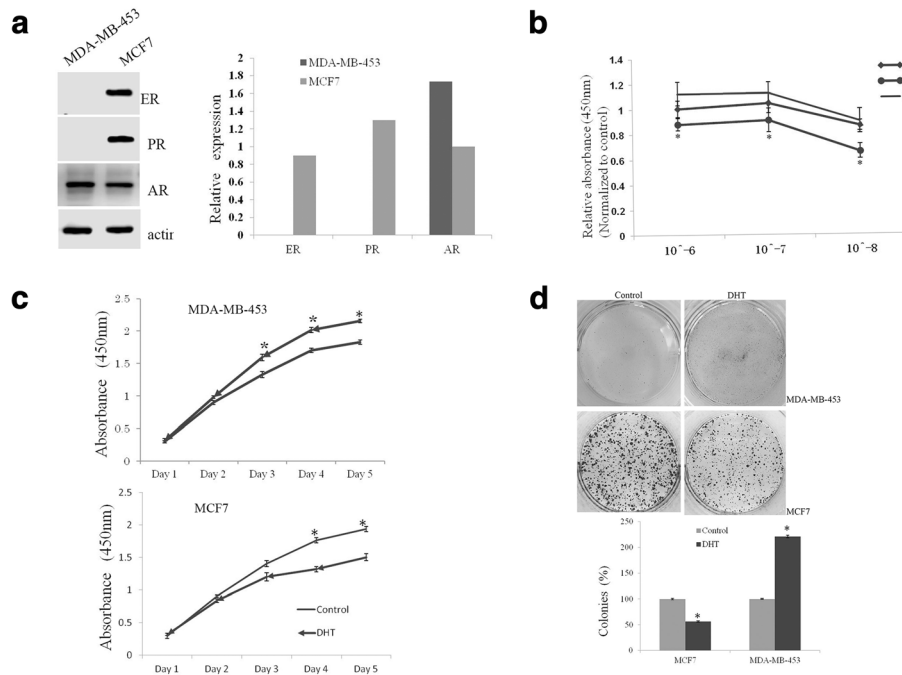 a
MDA-MB-453
MCF7
ER
PR
AR
actir
Relative expression
2
1.8
1.6
1.4
1.2
1
0.8
0.6
0.4
0.2
0
MDA-MB-453
MCF7
ER PR AR
b
Relative absorbance (450nm)
(Normalized to control)
1.4
1.2
1
0.8
0.6
0.4
0.2
0
* * *
10^-6 10^-7 10^-8
c
MDA-MB-453
Absorbance (450nm)
2.5
2
1.5
1
0.5
0
* * *
Day 1 Day 2 Day 3 Day 4 Day 5
MCF7
Absorbance (450nm)
2.5
2
1.5
1
0.5
0
* *
Control
DHT
Day 1 Day 2 Day 3 Day 4 Day 5
d
Control DHT
MDA-MB-453
MCF7
Colonies (%)
250
200
150
100
50
0
Control
DHT
* *
MCF7 MDA-MB-453